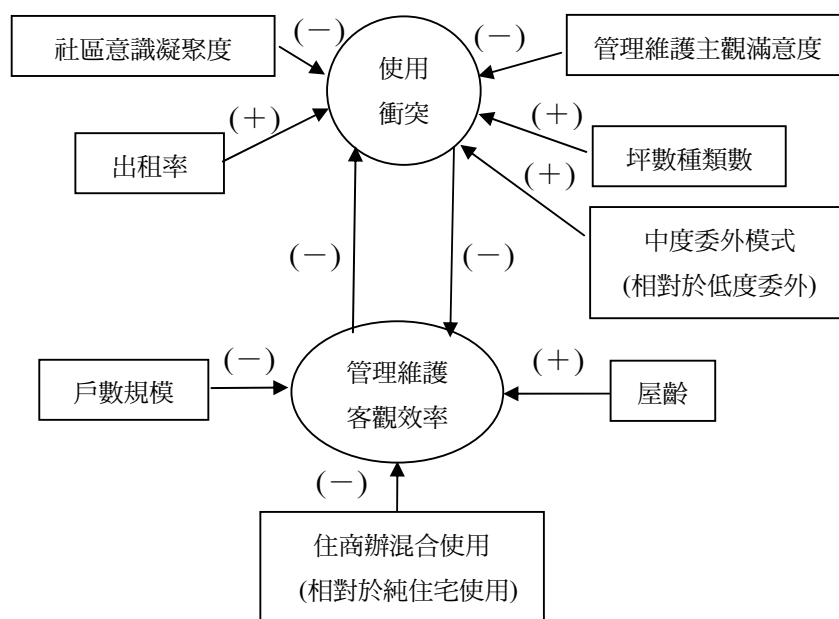 (－)
(－)
社區意識凝聚度
使用
衝突
管理維護主觀滿意度
(＋)
(＋)
出租率
坪數種類數
(＋)
中度委外模式
(相對於低度委外)
(－)
(－)
(－)
(＋)
戶數規模
管理維護
客觀效率
屋齡
(－)
住商辦混合使用
(相對於純住宅使用)